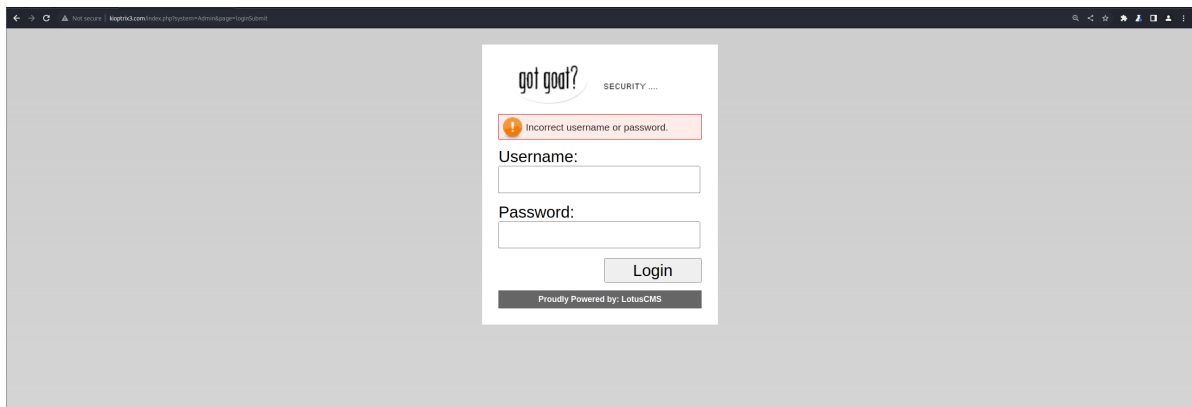 Not secure | kioptrix3.com/index.php?system=Admin&page=loginSubmit
got goat?
SECURITY ....
Incorrect username or password.
Username:
Password:
Login
Proudly Powered by: LotusCMS